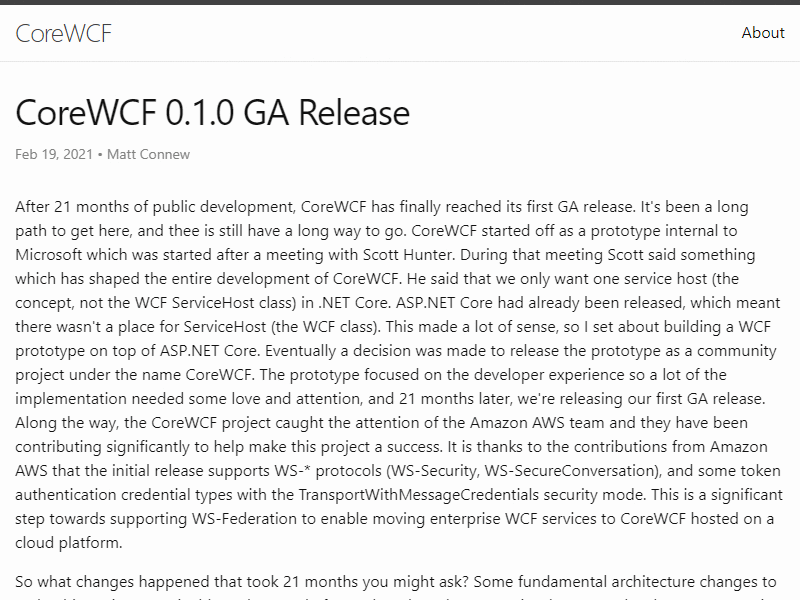 CoreWCF
About
CoreWCF 0.1.0 GA Release
Feb 19, 2021 • Matt Connew
After 21 months of public development, CoreWCF has finally reached its first GA release. It's been a long
path to get here, and thee is still have a long way to go. CoreWCF started off as a prototype internal to
Microsoft which was started after a meeting with Scott Hunter. During that meeting Scott said something
which has shaped the entire development of CoreWCF. He said that we only want one service host (the
concept, not the WCF ServiceHost class) in .NET Core. ASP.NET Core had already been released, which meant
there wasn't a place for ServiceHost (the WCF class). This made a lot of sense, so I set about building a WCF
prototype on top of ASP.NET Core. Eventually a decision was made to release the prototype as a community
project under the name CoreWCF. The prototype focused on the developer experience so a lot of the
implementation needed some love and attention, and 21 months later, we're releasing our first GA release.
Along the way, the CoreWCF project caught the attention of the Amazon AWS team and they have been
contributing significantly to help make this project a success. It is thanks to the contributions from Amazon
AWS that the initial release supports WS-* protocols (WS-Security, WS-SecureConversation), and some token
authentication credential types with the TransportWithMessageCredentials security mode. This is a significant
step towards supporting WS-Federation to enable moving enterprise WCF services to CoreWCF hosted on a
cloud platform.
So what changes happened that took 21 months you might ask? Some fundamental architecture changes to